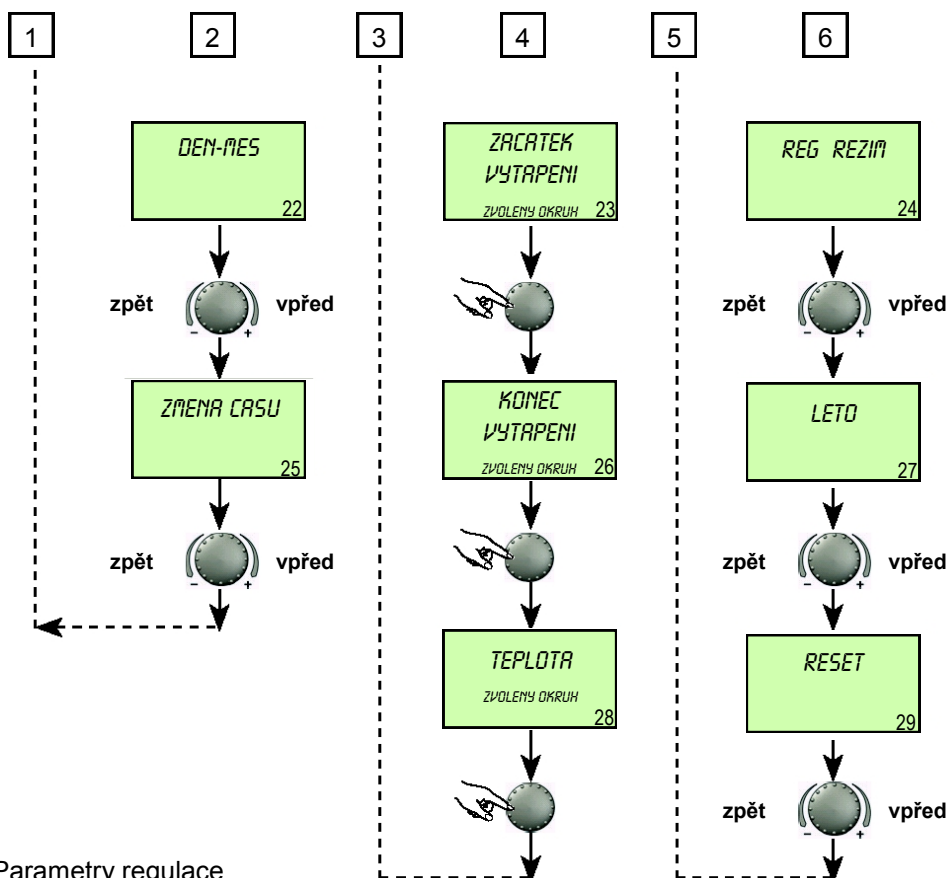 1 2 3 4 5 6
DEN-MES
22
zpět vpřed
- +
ZMENA CASU
25
zpět vpřed
- +
ZACATEK
VYTAPENI
ZVOLENY OKRUH 23
KONEC
VYTAPENI
ZVOLENY OKRUH 26
TEPLOTA
ZVOLENY OKRUH
28
REG REZIM
24
zpět vpřed
- +
LETO
27
zpět vpřed
- +
RESET
29
zpět vpřed
- +
Parametry regulace